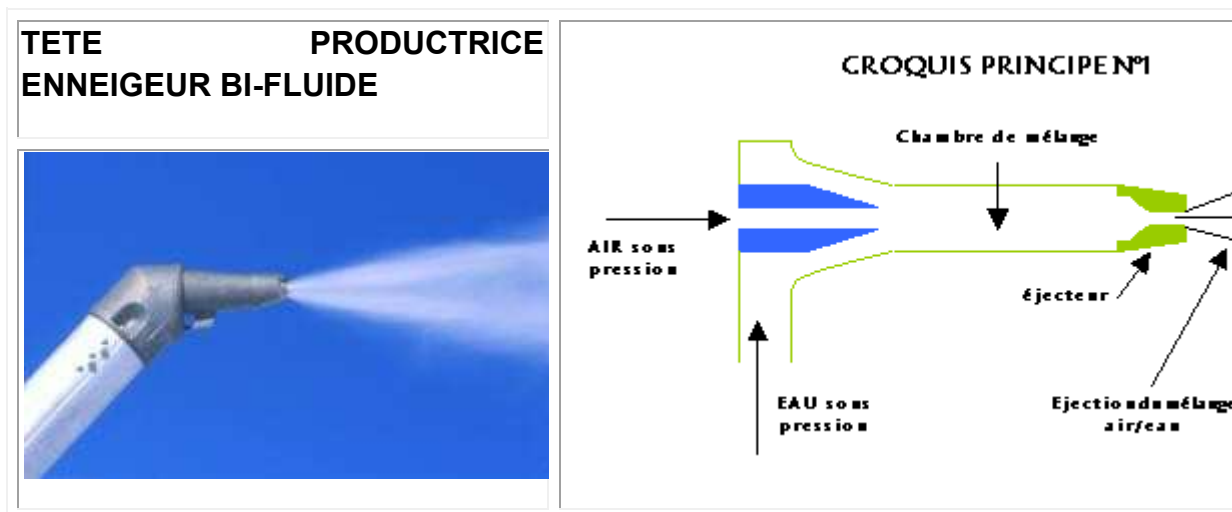 TETE PRODUCTRICE
ENNEIGEUR BI-FLUIDE
CROQUIS PRINCIPE N°1
Chambre de mélange
AIR sous
pression
éjecteur
EAU sous
pression
Ejection du mélange
air/eau